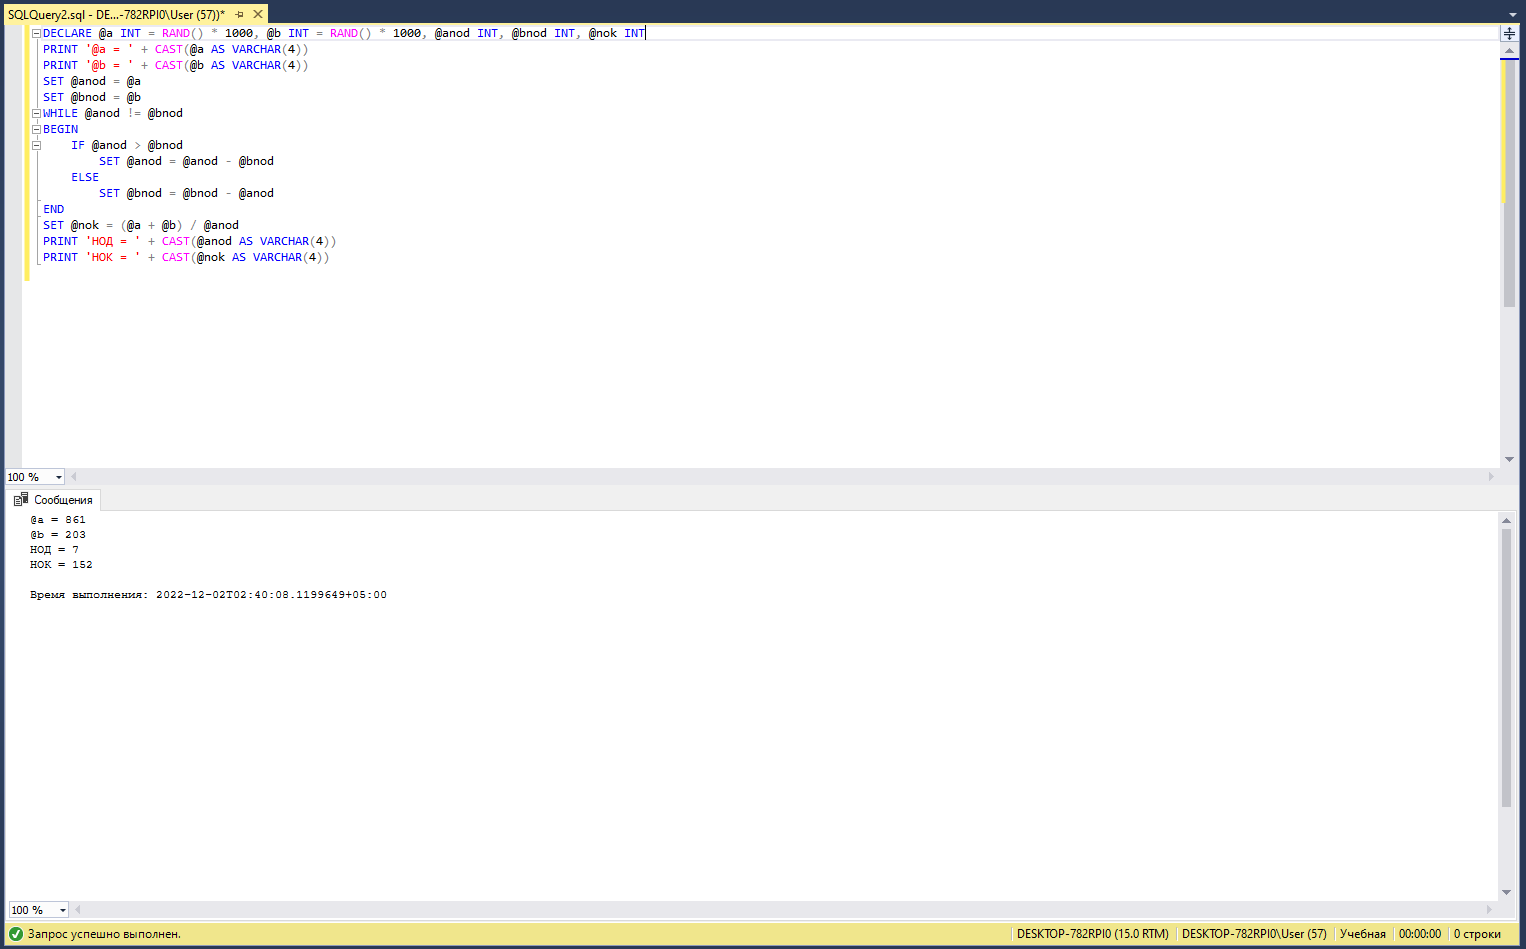 SQLQuery2.sql - DE...-782RPI0\User (57))*
DECLARE @a INT = RAND() * 1000, @b INT = RAND() * 1000, @anod INT, @bnod INT, @nok INT
PRINT '@a = ' + CAST(@a AS VARCHAR(4))
PRINT '@b = ' + CAST(@b AS VARCHAR(4))
SET @anod = @a
SET @bnod = @b
WHILE @anod != @bnod
BEGIN
    IF @anod > @bnod
        SET @anod = @anod - @bnod
    ELSE
        SET @bnod = @bnod - @anod
END
SET @nok = (@a + @b) / @anod
PRINT 'НОД = ' + CAST(@anod AS VARCHAR(4))
PRINT 'НОК = ' + CAST(@nok AS VARCHAR(4))
100 %
Сообщения
@a = 861
@b = 203
НОД = 7
НОК = 152
Время выполнения: 2022-12-02T02:40:08.1199649+05:00
100 %
Запрос успешно выполнен. DESKTOP-782RPI0 (15.0 RTM) DESKTOP-782RPI0\User (57) Учебная 00:00:00 0 строки